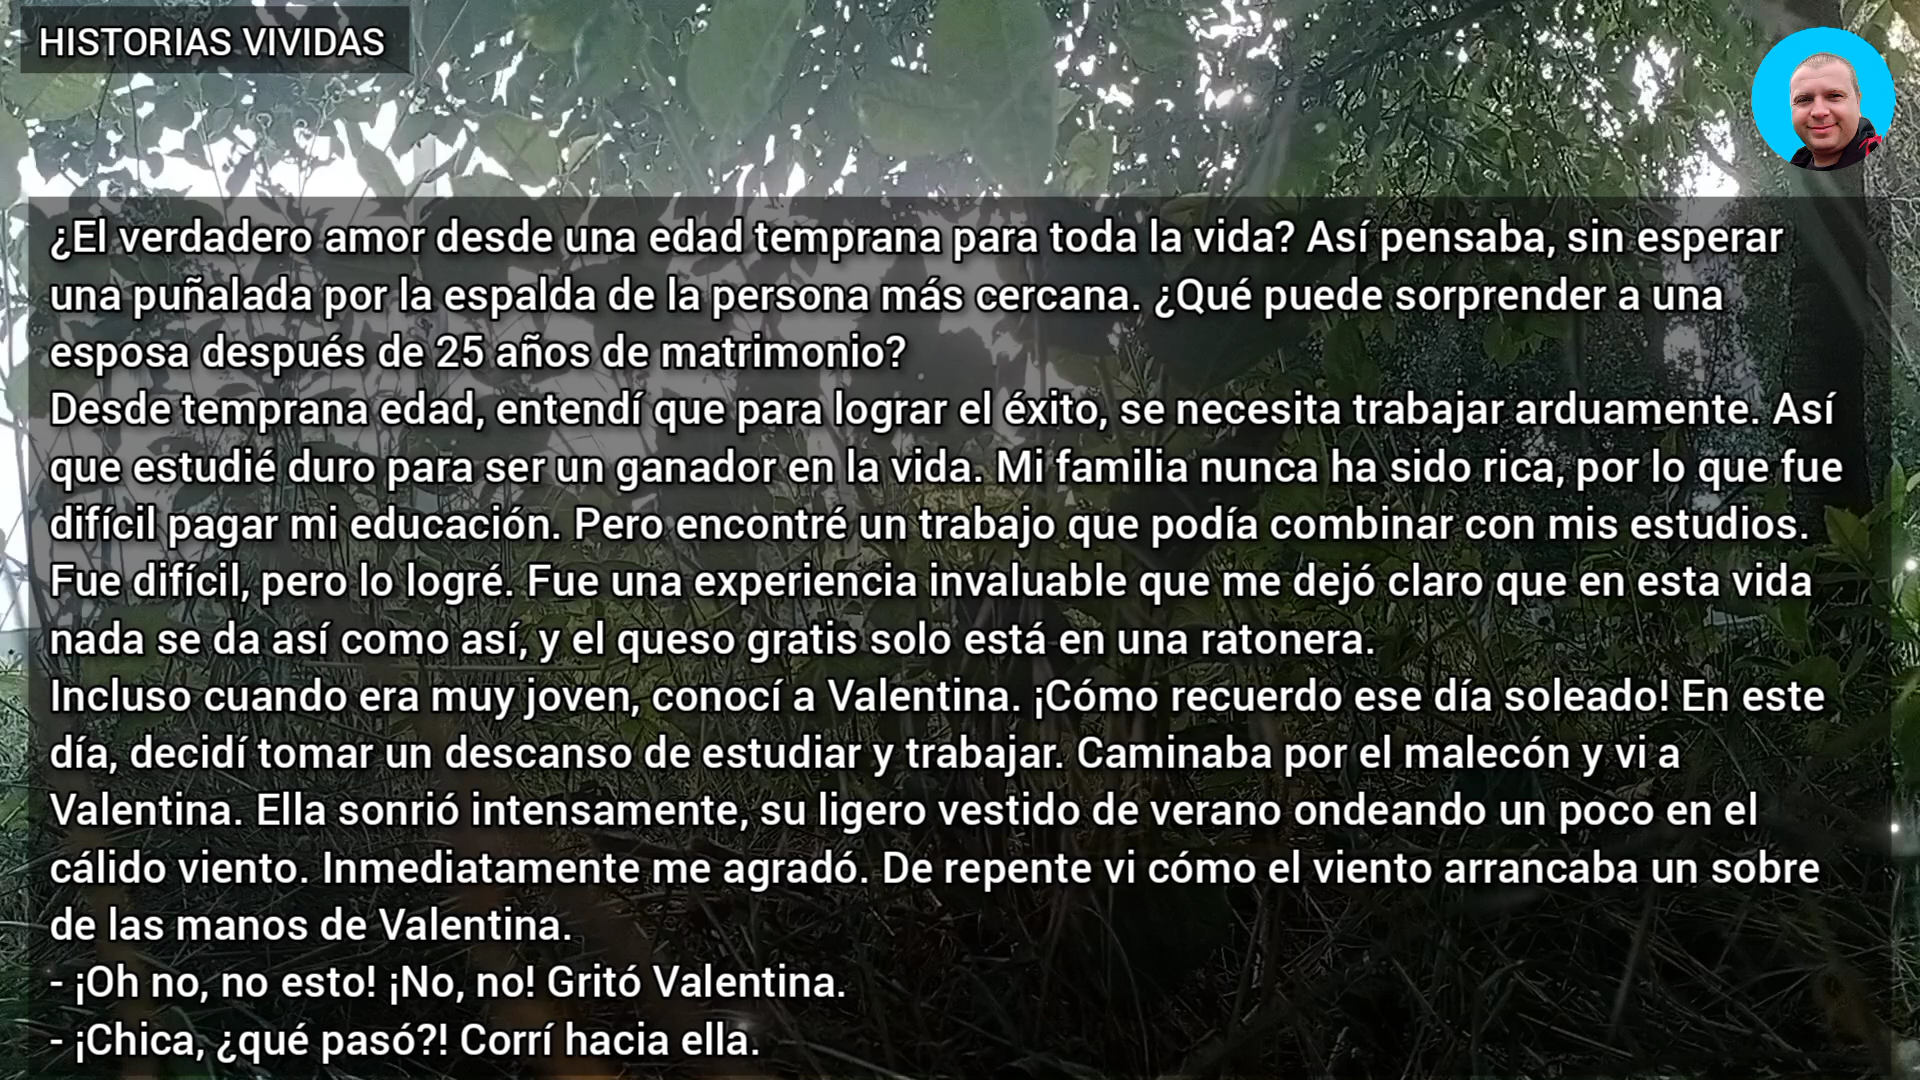 HISTORIAS VIVIDAS
¿El verdadero amor desde una edad temprana para toda la vida? Así pensaba, sin esperar
una puñalada por la espalda de la persona más cercana. ¿Qué puede sorprender a una
esposa después de 25 años de matrimonio?
Desde temprana edad, entendí que para lograr el éxito, se necesita trabajar arduamente. Así
que estudié duro para ser un ganador en la vida. Mi familia nunca ha sido rica, por lo que fue
difícil pagar mi educación. Pero encontré un trabajo que podía combinar con mis estudios.
Fue difícil, pero lo logré. Fue una experiencia invaluable que me dejó claro que en esta vida
nada se da así como así, y el queso gratis solo está en una ratonera.
Incluso cuando era muy joven, conocí a Valentina. ¡Cómo recuerdo ese día soleado! En este
día, decidí tomar un descanso de estudiar y trabajar. Caminaba por el malecón y vi a
Valentina. Ella sonrió intensamente, su ligero vestido de verano ondeando un poco en el
cálido viento. Inmediatamente me agradó. De repente vi cómo el viento arrancaba un sobre
de las manos de Valentina.
- ¡Oh no, no esto! ¡No, no! Gritó Valentina.
- ¡Chica, ¿qué pasó?! Corrí hacia ella.